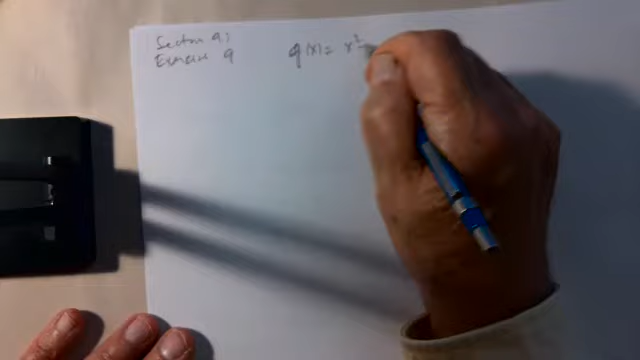 Section 9.1
Exercise 9
g(x) = x²-